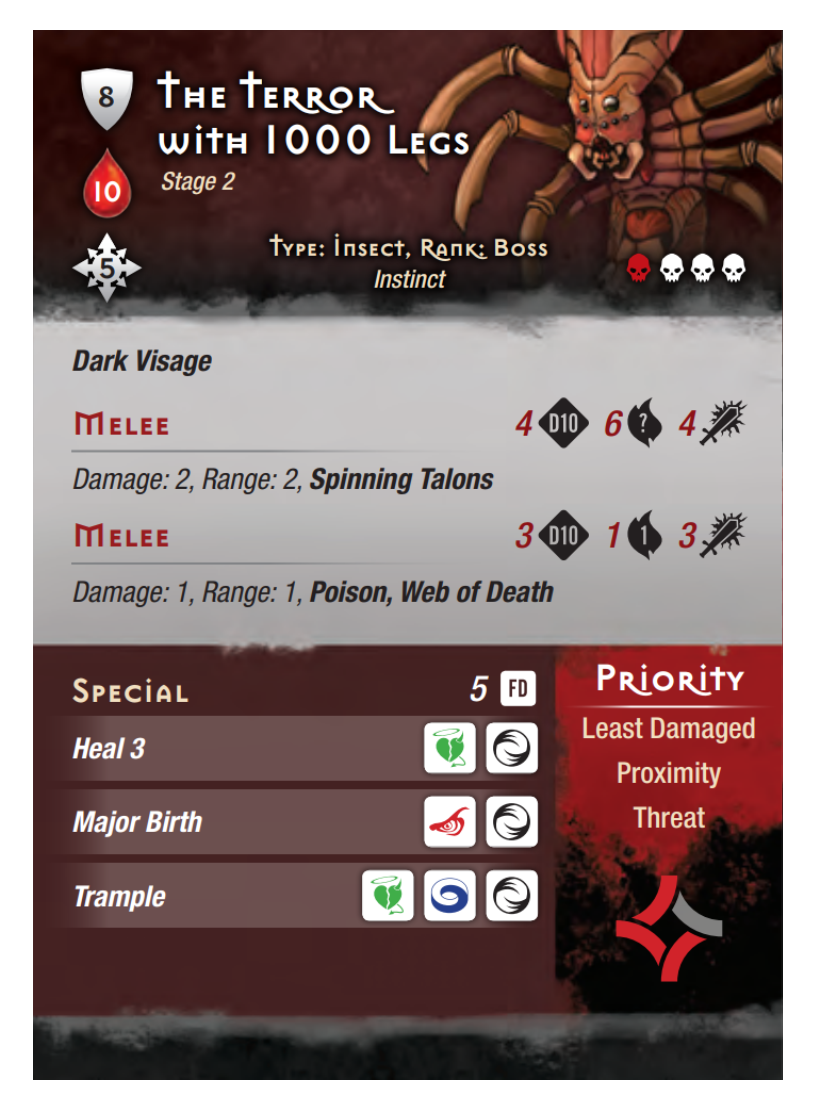 8
The Terror
with 1000 Legs
10
Stage 2
5
Type: Insect, Rank: Boss
Instinct
Dark Visage
Melee 4 D10 6 ? 4
Damage: 2, Range: 2, Spinning Talons
Melee 3 D10 1 1 3
Damage: 1, Range: 1, Poison, Web of Death
Special 5 FD
Heal 3
Major Birth
Trample
Priority
Least Damaged
Proximity
Threat